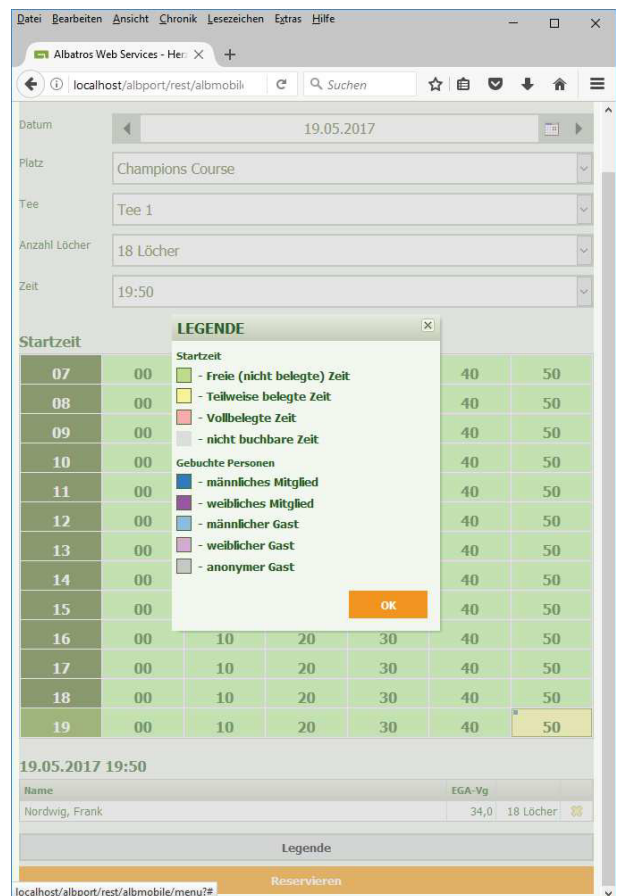 Datei Bearbeiten Ansicht Chronik Lesezeichen Extras Hilfe
Albatros Web Services - Her
localhost/albport/rest/albmobile Suchen
Datum 19.05.2017
Platz Champions Course
Tee Tee 1
Anzahl Löcher 18 Löcher
Zeit 19:50
LEGENDE
Startzeit
- Freie (nicht belegte) Zeit
- Teilweise belegte Zeit
- Vollbelegte Zeit
- nicht buchbare Zeit
Gebuchte Personen
- männliches Mitglied
- weibliches Mitglied
- männlicher Gast
- weiblicher Gast
- anonymer Gast
OK
Startzeit
07 00 40 50
08 00 40 50
09 00 40 50
10 00 40 50
11 00 40 50
12 00 40 50
13 00 40 50
14 00 40 50
15 00 40 50
16 00 10 20 30 40 50
17 00 10 20 30 40 50
18 00 10 20 30 40 50
19 00 10 20 30 40 50
19.05.2017 19:50
Name EGA-Vg
Nordwig, Frank 34,0 18 Löcher
Legende
Reservieren
localhost/albport/rest/albmobile/menu?#